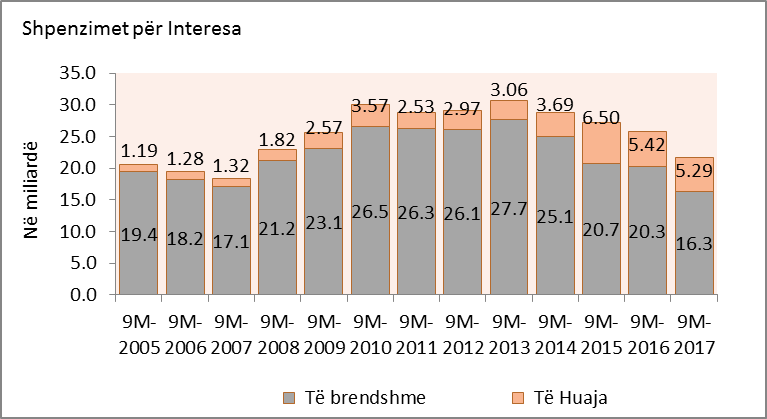 Shpenzimet për Interesa
Në miliardë
35.0
30.0
25.0
20.0
15.0
10.0
5.0
0.0
1.19 1.28 1.32 1.82 2.57 3.57 2.53 2.97 3.06 3.69 6.50 5.42 5.29
19.4 18.2 17.1 21.2 23.1 26.5 26.3 26.1 27.7 25.1 20.7 20.3 16.3
9M- 9M- 9M- 9M- 9M- 9M- 9M- 9M- 9M- 9M- 9M- 9M- 9M-
2005 2006 2007 2008 2009 2010 2011 2012 2013 2014 2015 2016 2017
Të brendshme Të Huaja